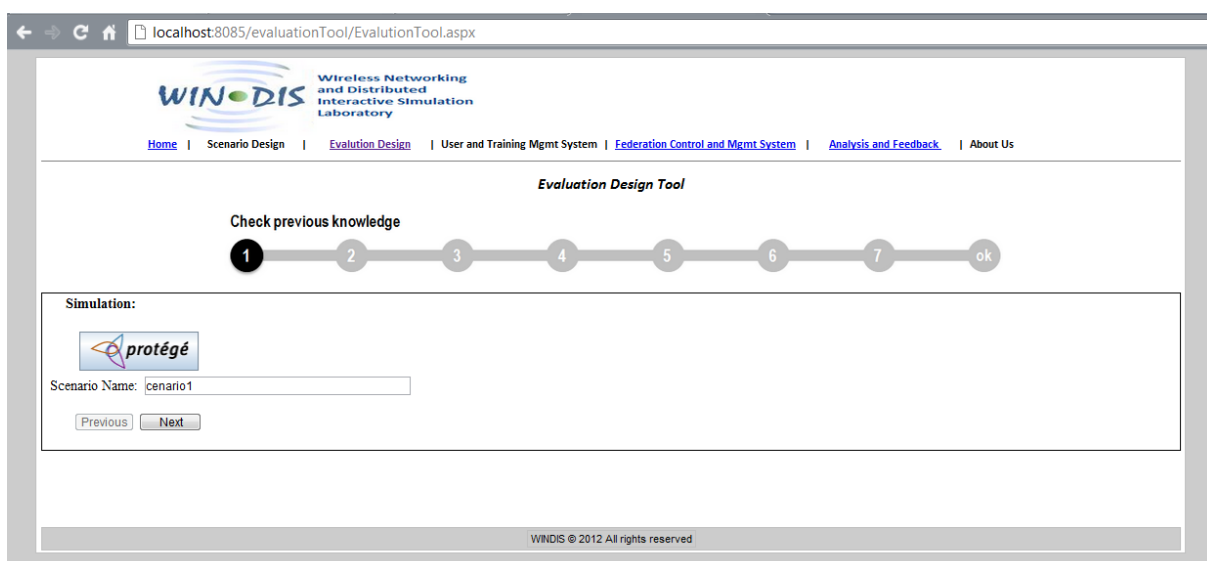 localhost:8085/evaluationTool/EvalutionTool.aspx
WIN DIS
WIreless Networking
and Distributed
Interactive SImulation
Laboratory
Home | Scenario Design | Evalution Design | User and Training Mgmt System | Federation Control and Mgmt System | Analysis and Feedback | About Us
Evaluation Design Tool
Check previous knowledge
1 2 3 4 5 6 7 ok
Simulation:
protégé
Scenario Name: cenario1
Previous Next
WINDIS © 2012 All rights reserved